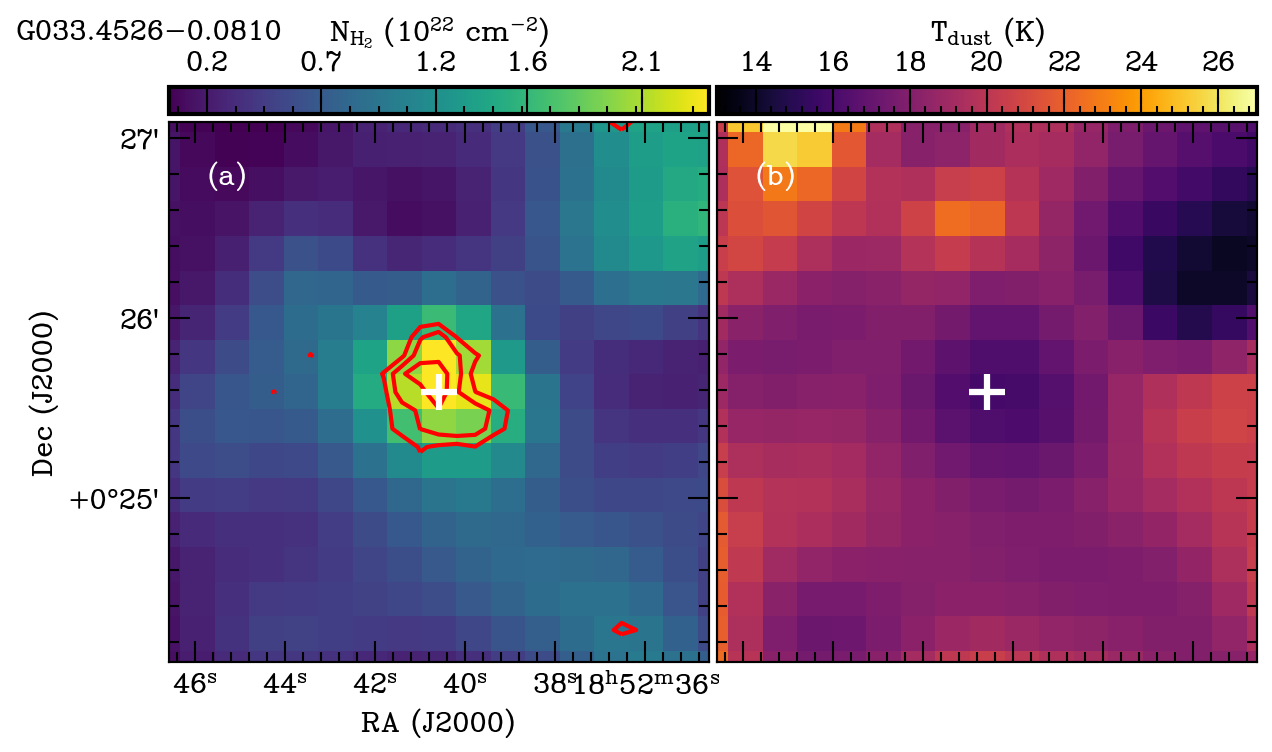 G033.4526−0.0810 N_H₂ (10²² cm⁻²) T_dust (K)
0.2 0.7 1.2 1.6 2.1 14 16 18 20 22 24 26
27'
(a) (b)
26'
Dec (J2000)
+0°25'
46ˢ 44ˢ 42ˢ 40ˢ 38ˢ 18ʰ52ᵐ36ˢ
RA (J2000)